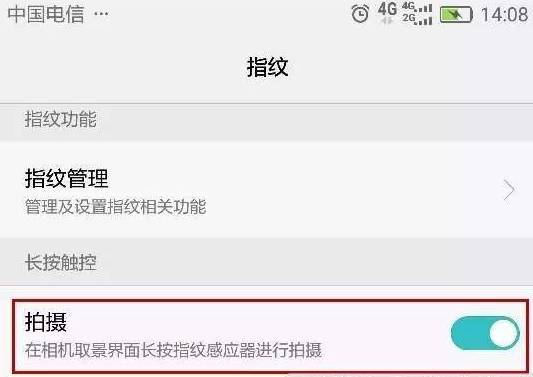 中国电信 ··· 4G 4G 2G 14:08
指纹
指纹功能
指纹管理
管理及设置指纹相关功能
长按触控
拍摄
在相机取景界面长按指纹感应器进行拍摄